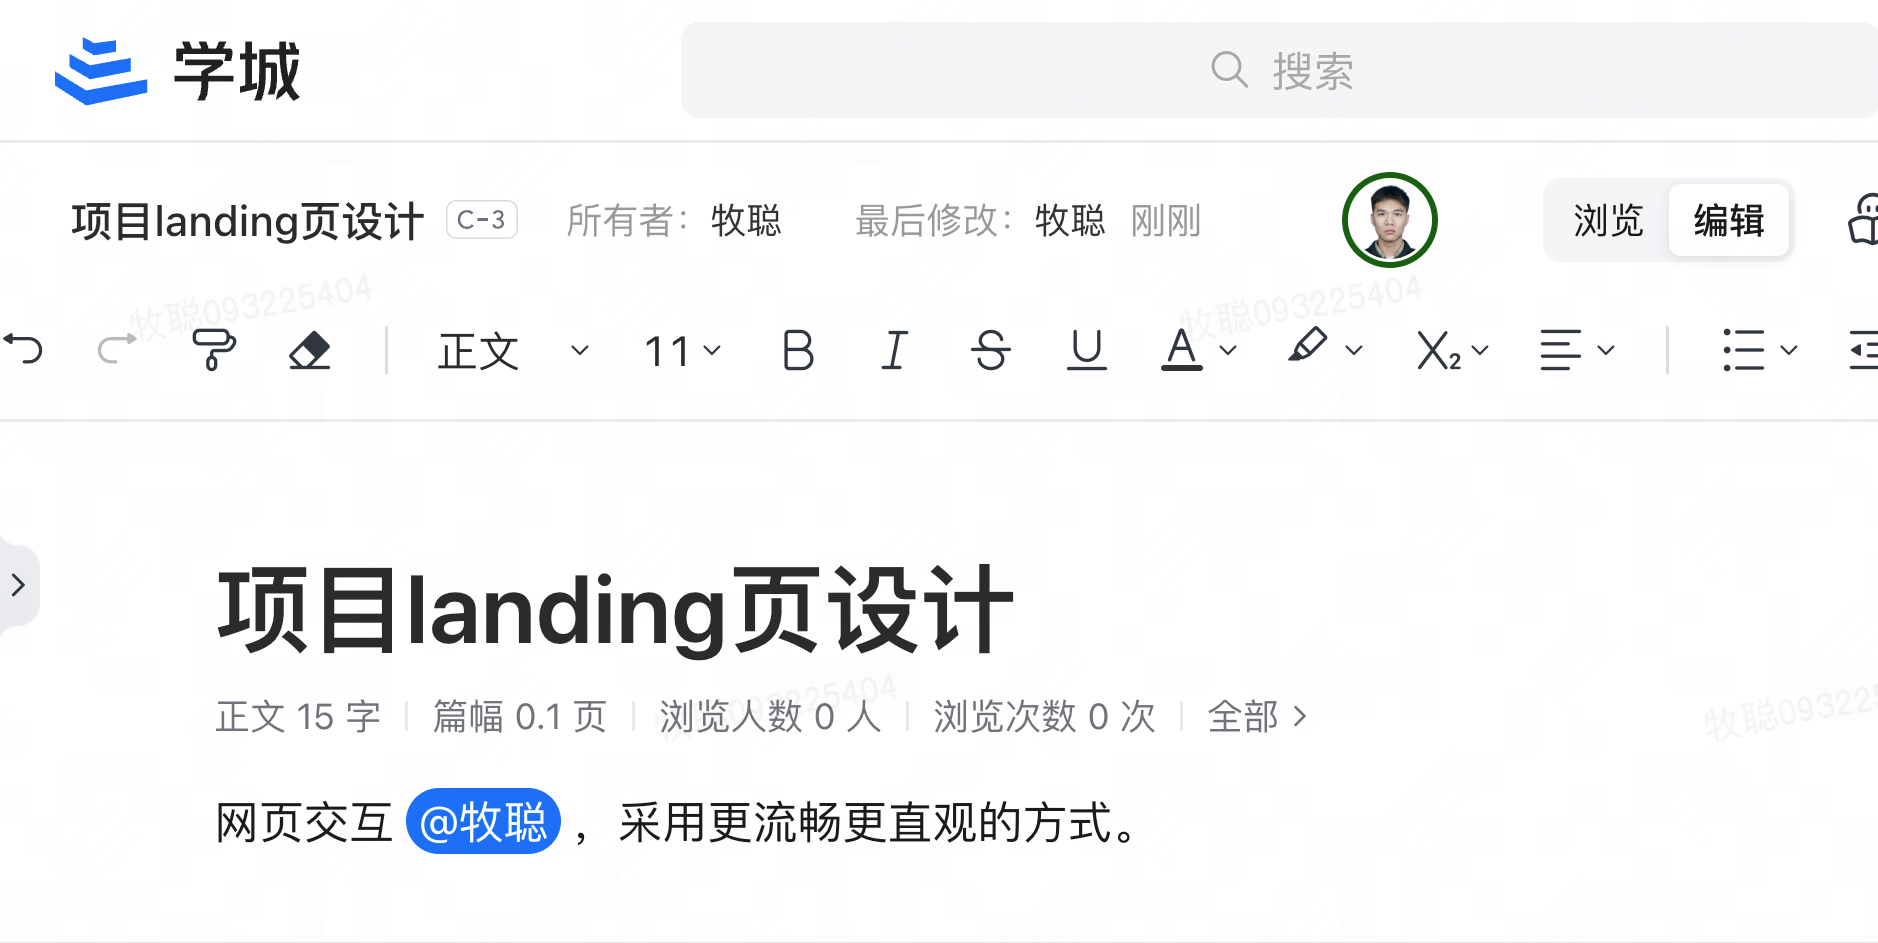 学城
搜索
项目landing页设计 C-3 所有者：牧聪 最后修改：牧聪 刚刚 浏览 编辑
牧聪093225404 牧聪093225404
正文 11 B I S U A X₂
项目landing页设计
正文 15 字 篇幅 0.1 页 浏览人数 0 人 浏览次数 0 次 全部
牧聪093225404 牧聪093225
网页交互 @牧聪 ，采用更流畅更直观的方式。